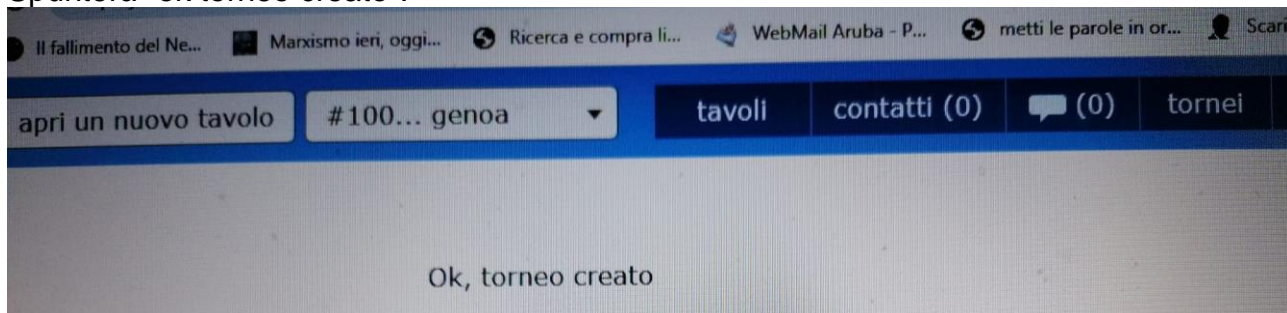 Il fallimento del Ne... Marxismo ieri, oggi... Ricerca e compra li... WebMail Aruba - P... metti le parole in or... Scari
apri un nuovo tavolo #100... genoa tavoli contatti (0) (0) tornei
Ok, torneo creato